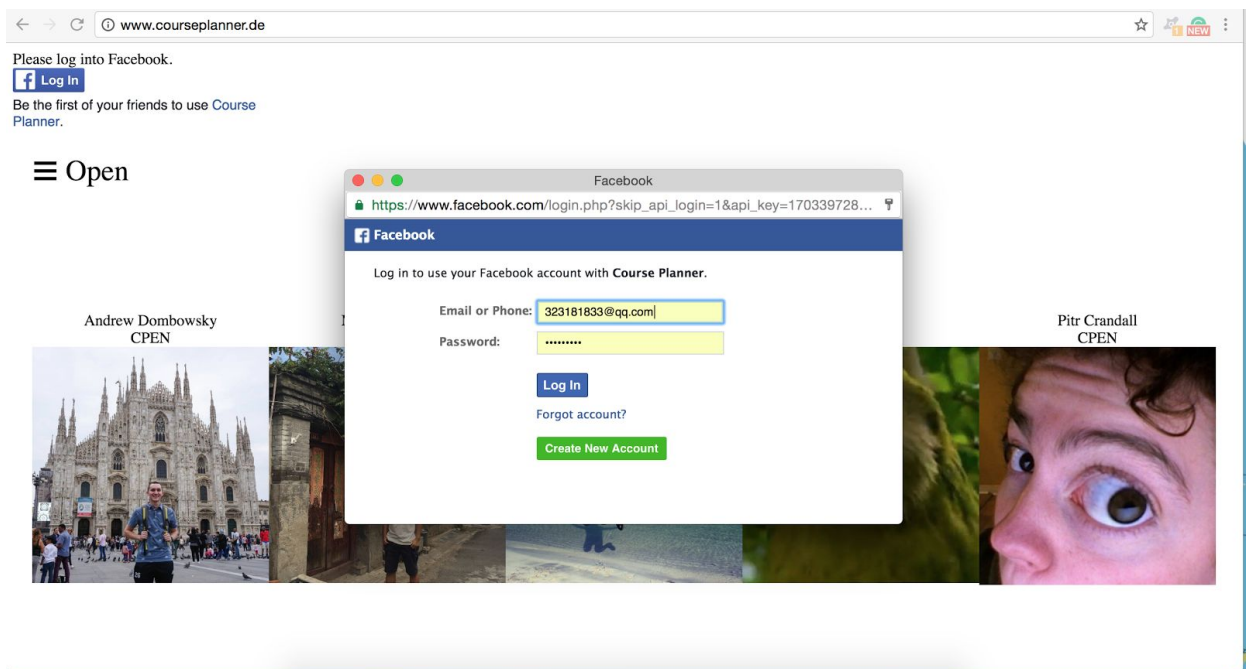 www.courseplanner.de
NEW
Please log into Facebook.
f Log In
Be the first of your friends to use Course
Planner.
Open
Facebook
https://www.facebook.com/login.php?skip_api_login=1&api_key=170339728...
Facebook
Log in to use your Facebook account with Course Planner.
Email or Phone: 323181833@qq.com
Password: •••••••••
Log In
Forgot account?
Create New Account
Andrew Dombowsky
CPEN
Pitr Crandall
CPEN